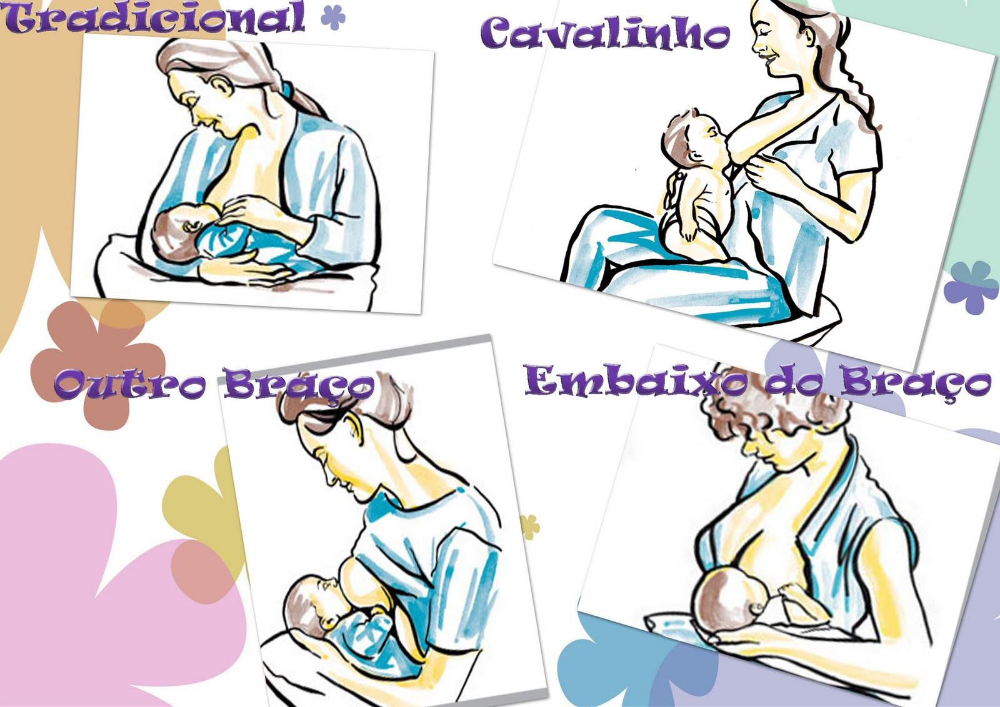 Tradicional
Cavalinho
Outro Braço
Embaixo do Braço